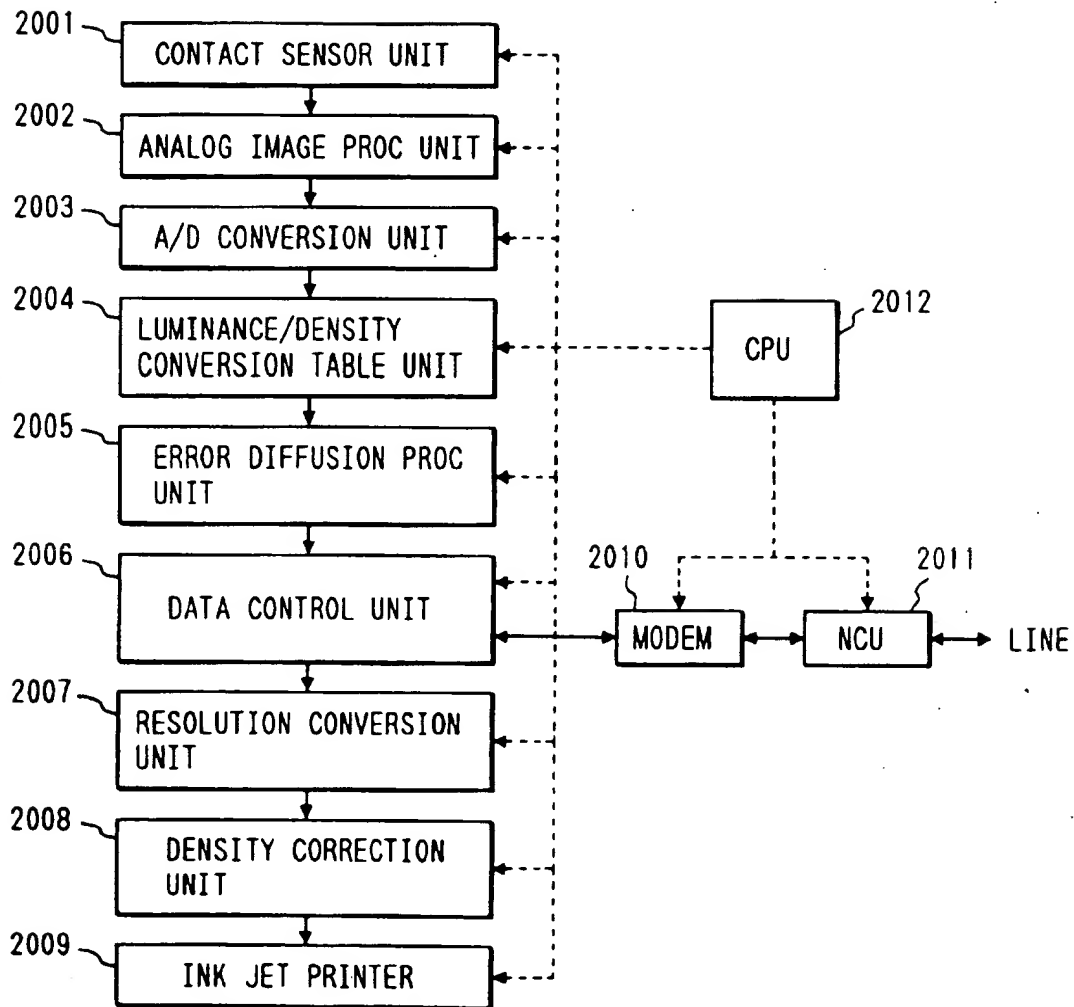 2001
CONTACT SENSOR UNIT
2002
ANALOG IMAGE PROC UNIT
2003
A/D CONVERSION UNIT
2004
LUMINANCE/DENSITY
CONVERSION TABLE UNIT
2012
CPU
2005
ERROR DIFFUSION PROC
UNIT
2006
DATA CONTROL UNIT
2010
MODEM
2011
NCU
LINE
2007
RESOLUTION CONVERSION
UNIT
2008
DENSITY CORRECTION
UNIT
2009
INK JET PRINTER